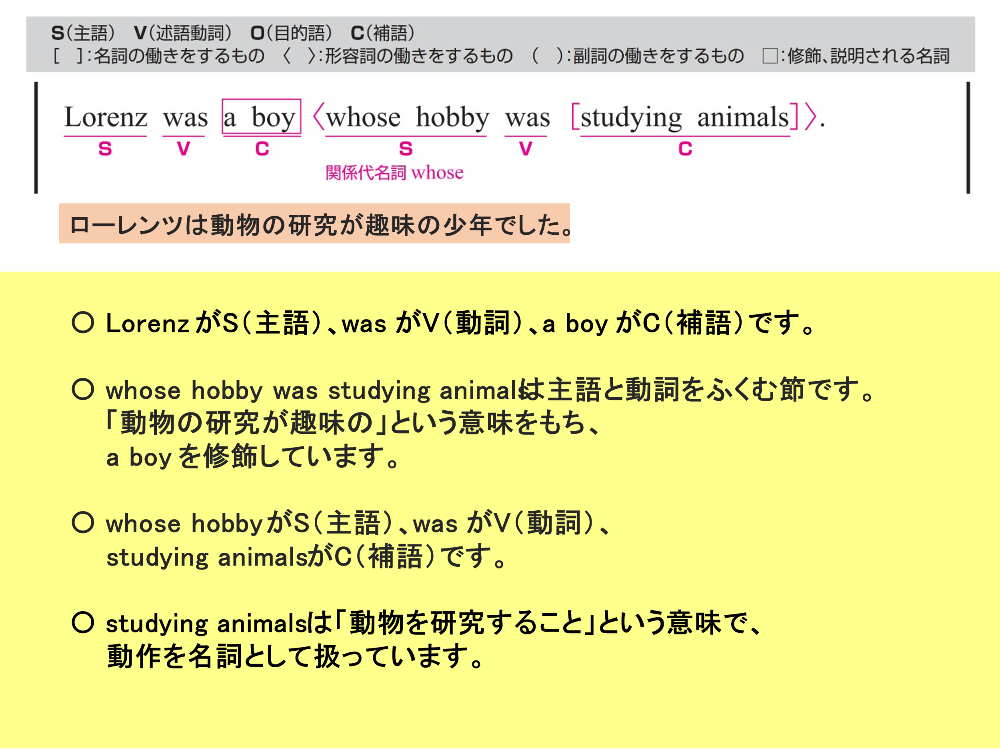 S（主語）　V（述語動詞）　O（目的語）　C（補語）
［　］：名詞の働きをするもの　〈　〉：形容詞の働きをするもの　（　）：副詞の働きをするもの　□：修飾、説明される名詞
Lorenz was a boy 〈whose hobby was [studying animals]〉.
S V C S V C
関係代名詞 whose
ローレンツは動物の研究が趣味の少年でした。
○ Lorenz がS（主語）、was がV（動詞）、a boy がC（補語）です。
○ whose hobby was studying animalsは主語と動詞をふくむ節です。
「動物の研究が趣味の」という意味をもち、
a boy を修飾しています。
○ whose hobbyがS（主語）、was がV（動詞）、
studying animalsがC（補語）です。
○ studying animalsは「動物を研究すること」という意味で、
動作を名詞として扱っています。